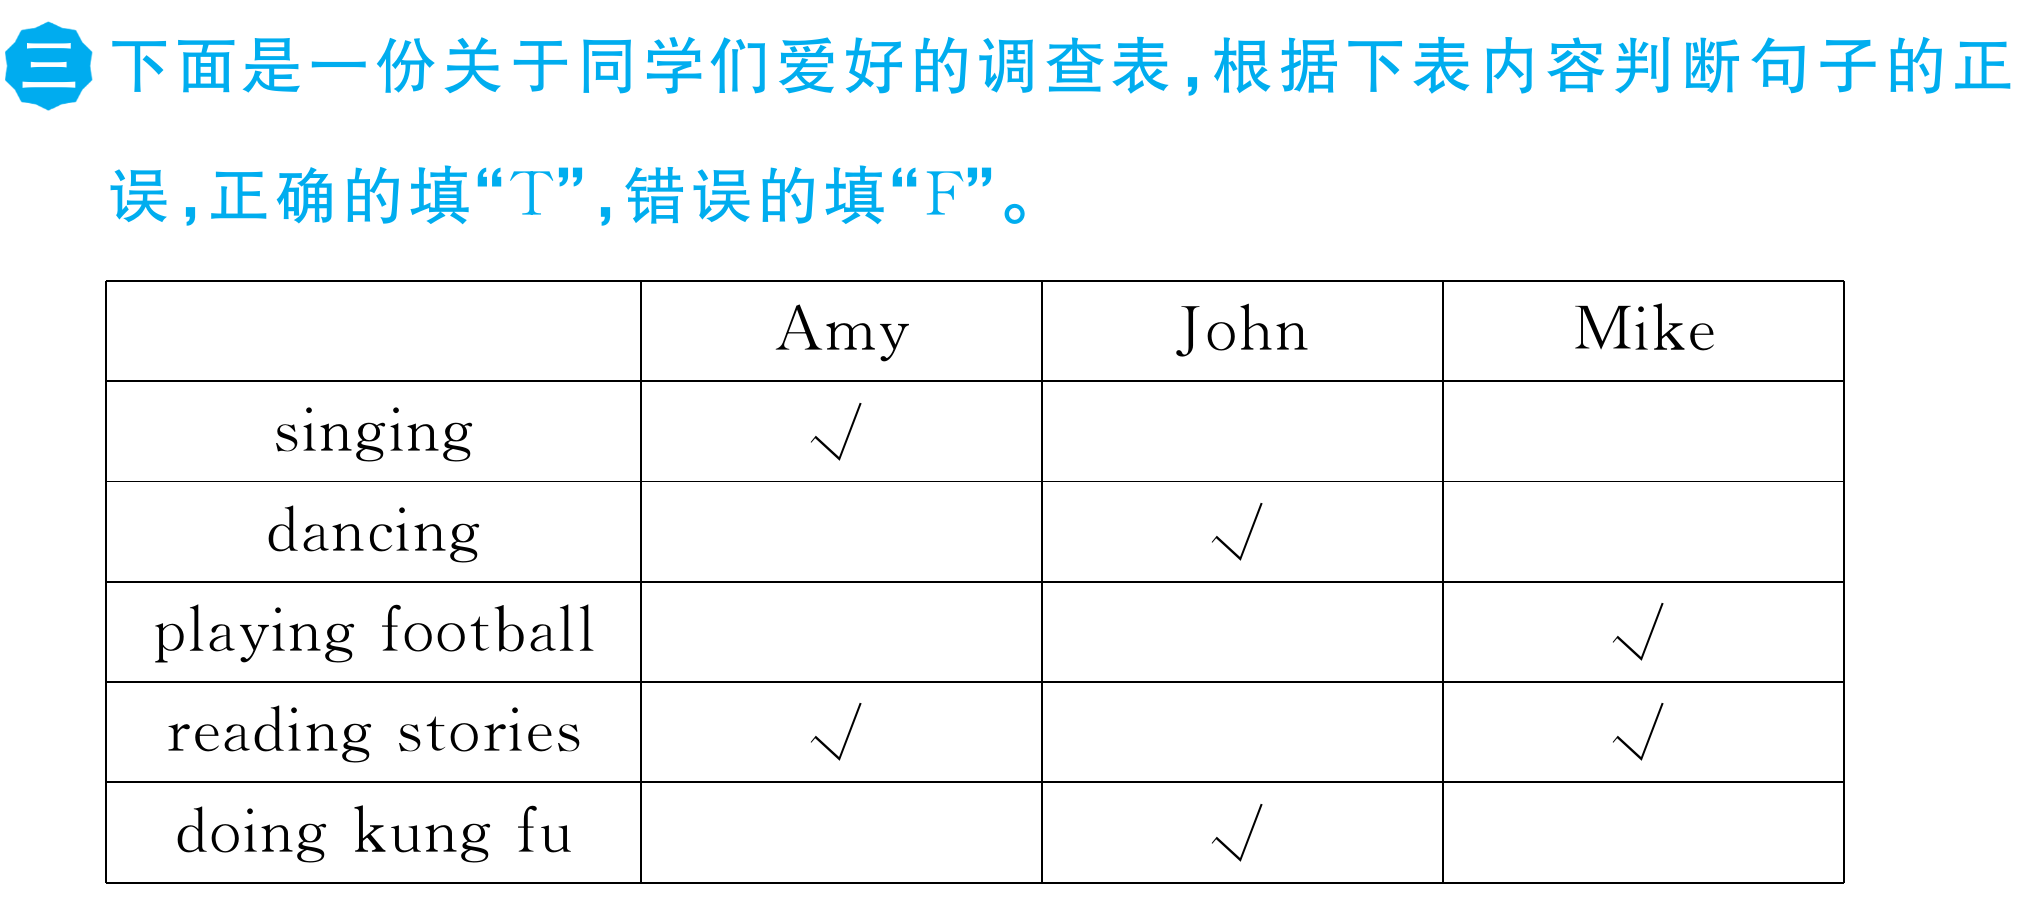 三 下面是一份关于同学们爱好的调查表,根据下表内容判断句子的正
误,正确的填“T”,错误的填“F”。
Amy John Mike
singing √
dancing √
playing football √
reading stories √ √
doing kung fu √